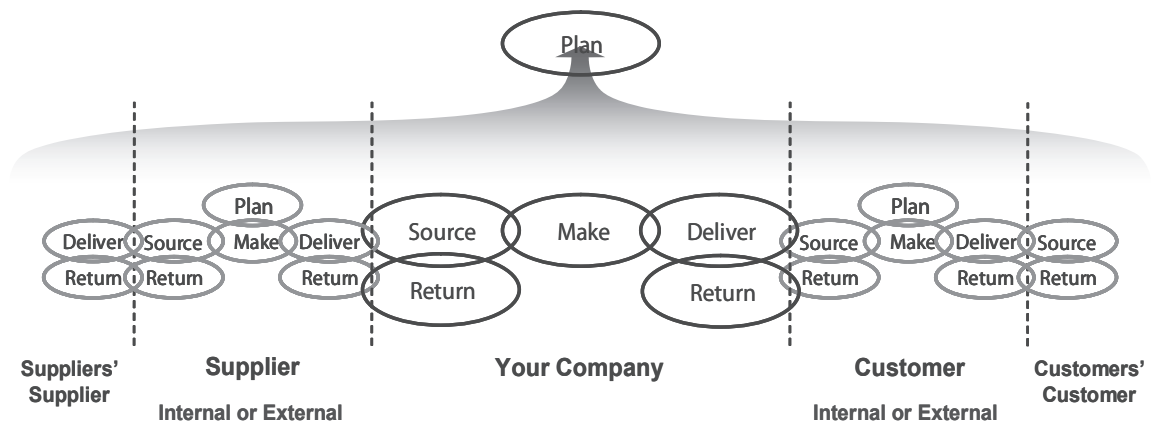 Plan
Plan
Plan
Deliver Source Make Deliver Source Make Deliver Source Make Deliver Source
Return Return Return Return Return Return Return Return
Suppliers' Supplier Your Company Customer Customers'
Supplier Customer
Internal or External Internal or External